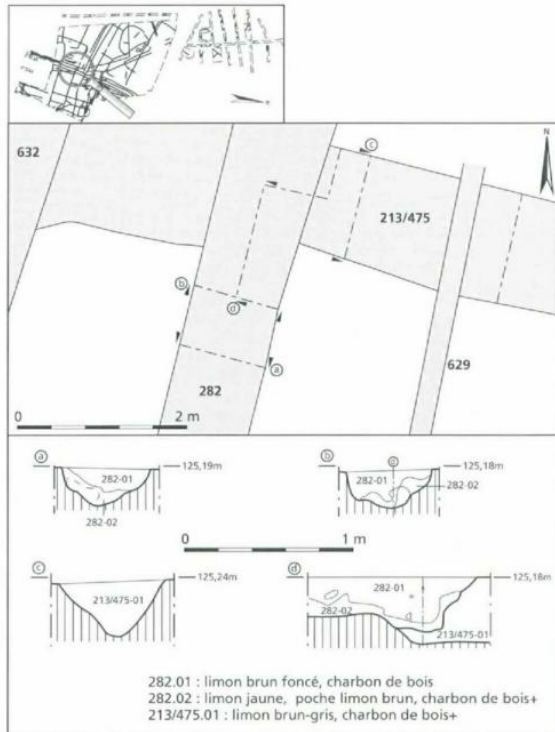 N
632
c
213/475
b
d
a
282
629
0 2 m
a
282-01
125,19m
282-02
b
d
282-01
125,18m
282-02
0 1 m
c
125,24m
213/475-01
d
282-01
125,18m
282-02
213/475-01
282.01 : limon brun foncé, charbon de bois
282.02 : limon jaune, poche limon brun, charbon de bois+
213/475.01 : limon brun-gris, charbon de bois+